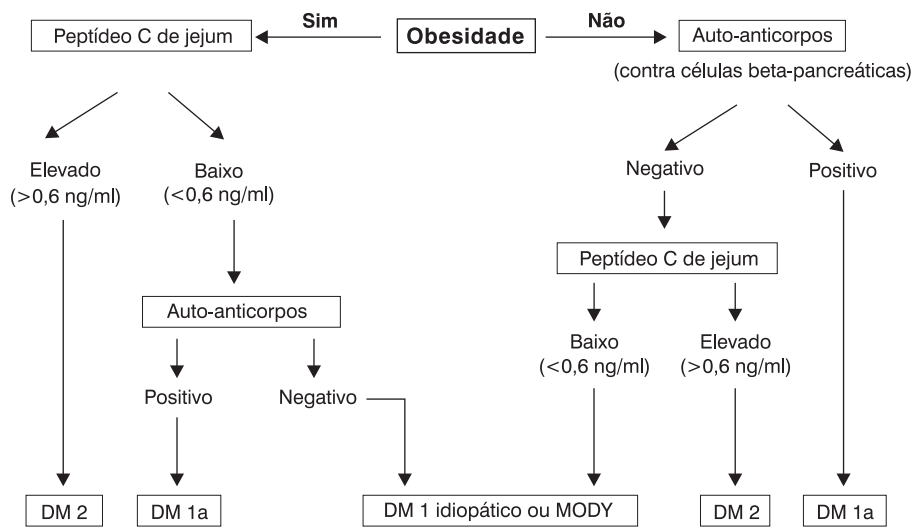 Sim
Não
Peptídeo C de jejum
Obesidade
Auto-anticorpos
(contra células beta-pancreáticas)
Elevado
(>0,6 ng/ml)
Baixo
(<0,6 ng/ml)
Negativo
Positivo
Peptídeo C de jejum
Auto-anticorpos
Baixo
(<0,6 ng/ml)
Elevado
(>0,6 ng/ml)
Positivo
Negativo
DM 2
DM 1a
DM 1 idiopático ou MODY
DM 2
DM 1a